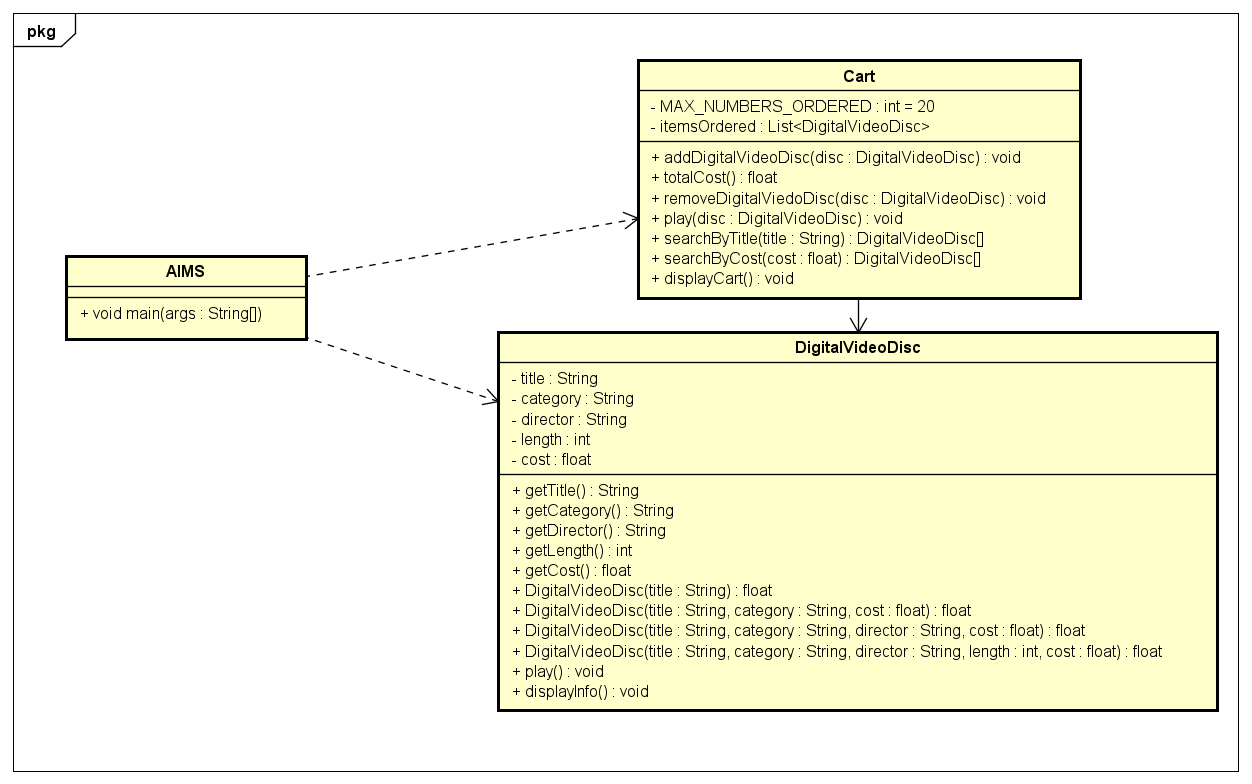 pkg
Cart
- MAX_NUMBERS_ORDERED : int = 20
- itemsOrdered : List<DigitalVideoDisc>
+ addDigitalVideoDisc(disc : DigitalVideoDisc) : void
+ totalCost() : float
+ removeDigitalViedoDisc(disc : DigitalVideoDisc) : void
+ play(disc : DigitalVideoDisc) : void
+ searchByTitle(title : String) : DigitalVideoDisc[]
+ searchByCost(cost : float) : DigitalVideoDisc[]
+ displayCart() : void
AIMS
+ void main(args : String[])
DigitalVideoDisc
- title : String
- category : String
- director : String
- length : int
- cost : float
+ getTitle() : String
+ getCategory() : String
+ getDirector() : String
+ getLength() : int
+ getCost() : float
+ DigitalVideoDisc(title : String) : float
+ DigitalVideoDisc(title : String, category : String, cost : float) : float
+ DigitalVideoDisc(title : String, category : String, director : String, cost : float) : float
+ DigitalVideoDisc(title : String, category : String, director : String, length : int, cost : float) : float
+ play() : void
+ displayInfo() : void